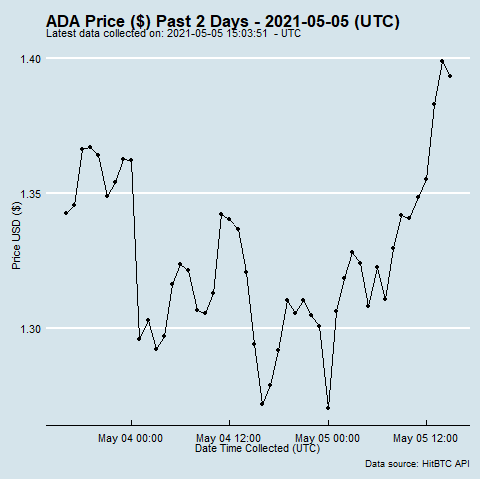 ADA Price ($) Past 2 Days - 2021-05-05 (UTC)
Latest data collected on: 2021-05-05 15:03:51  - UTC
1.40
1.35
1.30
Price USD ($)
May 04 00:00
May 04 12:00
May 05 00:00
May 05 12:00
Date Time Collected (UTC)
Data source: HitBTC API